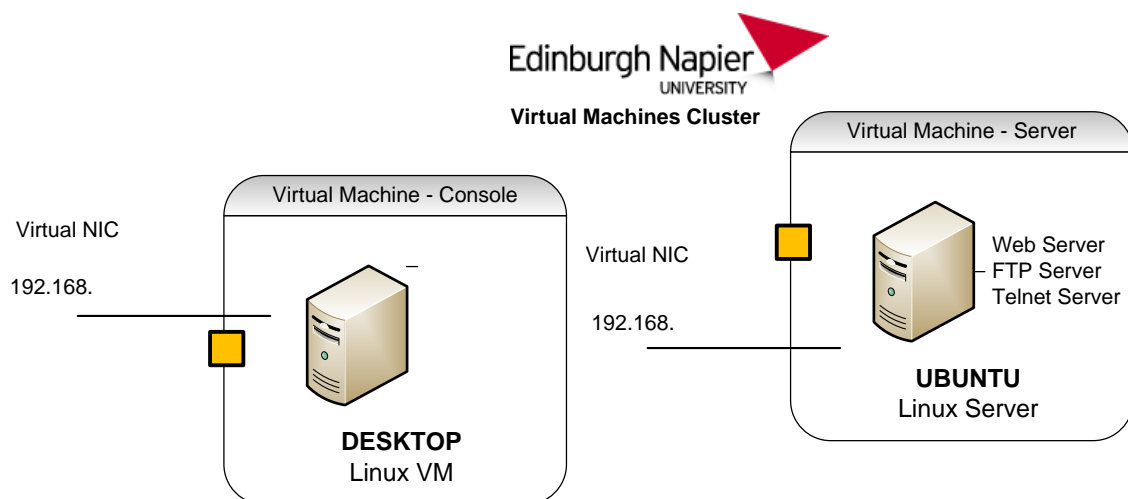 Edinburgh Napier
UNIVERSITY
Virtual Machines Cluster
Virtual Machine - Server
Virtual Machine - Console
Virtual NIC
192.168.
Virtual NIC
192.168.
Web Server
FTP Server
Telnet Server
UBUNTU
Linux Server
DESKTOP
Linux VM